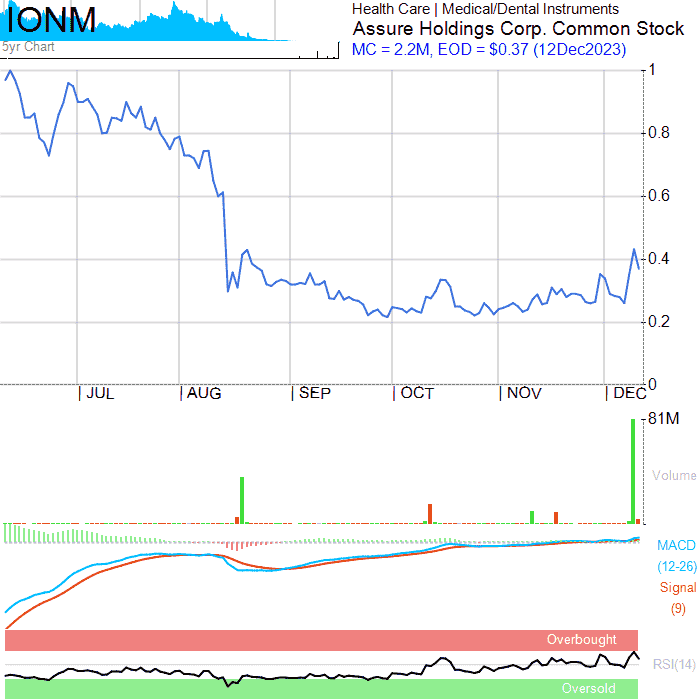 IONM
5yr Chart
Health Care | Medical/Dental Instruments
Assure Holdings Corp. Common Stock
MC = 2.2M, EOD = $0.37 (12Dec2023)
1
0.8
0.6
0.4
0.2
0
| JUL | AUG | SEP | OCT | NOV | DEC
81M
Volume
MACD
(12-26)
Signal
(9)
Overbought
RSI(14)
Oversold